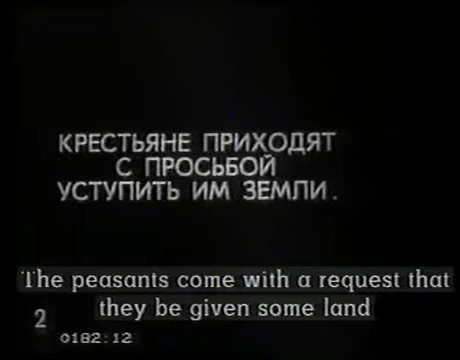 КРЕСТЬЯНЕ ПРИХОДЯТ
С ПРОСЬБОЙ
УСТУПИТЬ ИМ ЗЕМЛИ.
The peasants come with a request that
they be given some land
2
0182:12